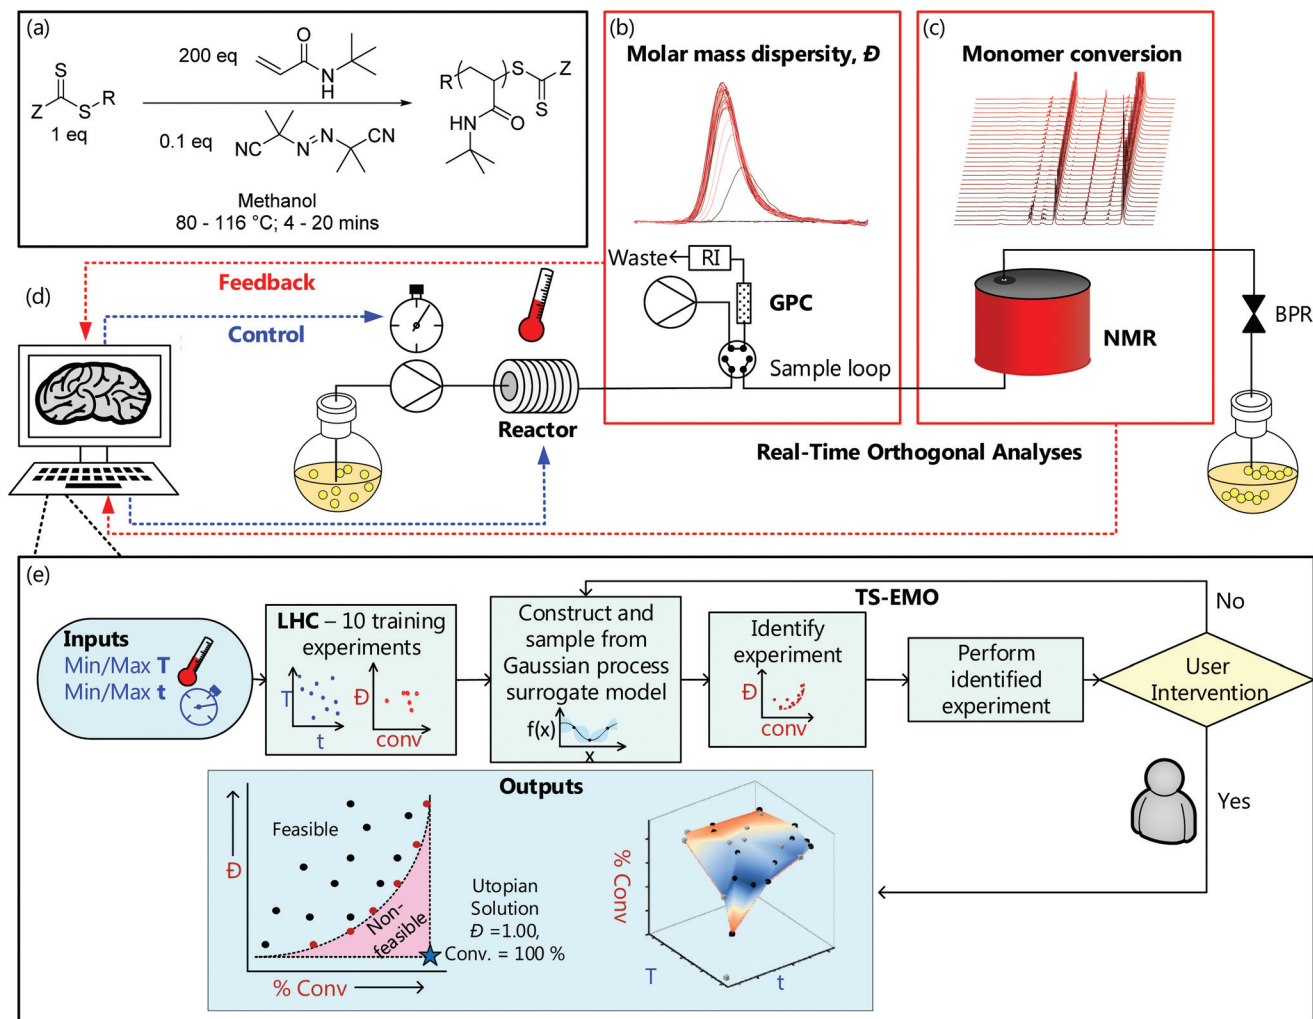 (a)
200 eq
N
H
O
S
Z
S
R
1 eq
0.1 eq
NC
N
N
CN
R
S
Z
S
HN
O
Methanol
80 - 116 °C; 4 - 20 mins
(b)
Molar mass dispersity, Đ
Waste
RI
GPC
Sample loop
(c)
Monomer conversion
NMR
BPR
Real-Time Orthogonal Analyses
(d)
Feedback
Control
Reactor
(e)
TS-EMO
Inputs
Min/Max T
Min/Max t
LHC – 10 training
experiments
T
t
Đ
conv
Construct and
sample from
Gaussian process
surrogate model
f(x)
x
Identify
experiment
Đ
conv
Perform
identified
experiment
User
Intervention
No
Yes
Outputs
Feasible
Non-
feasible
Đ
% Conv
Utopian
Solution
Đ =1.00,
Conv. = 100 %
% Conv
T
t